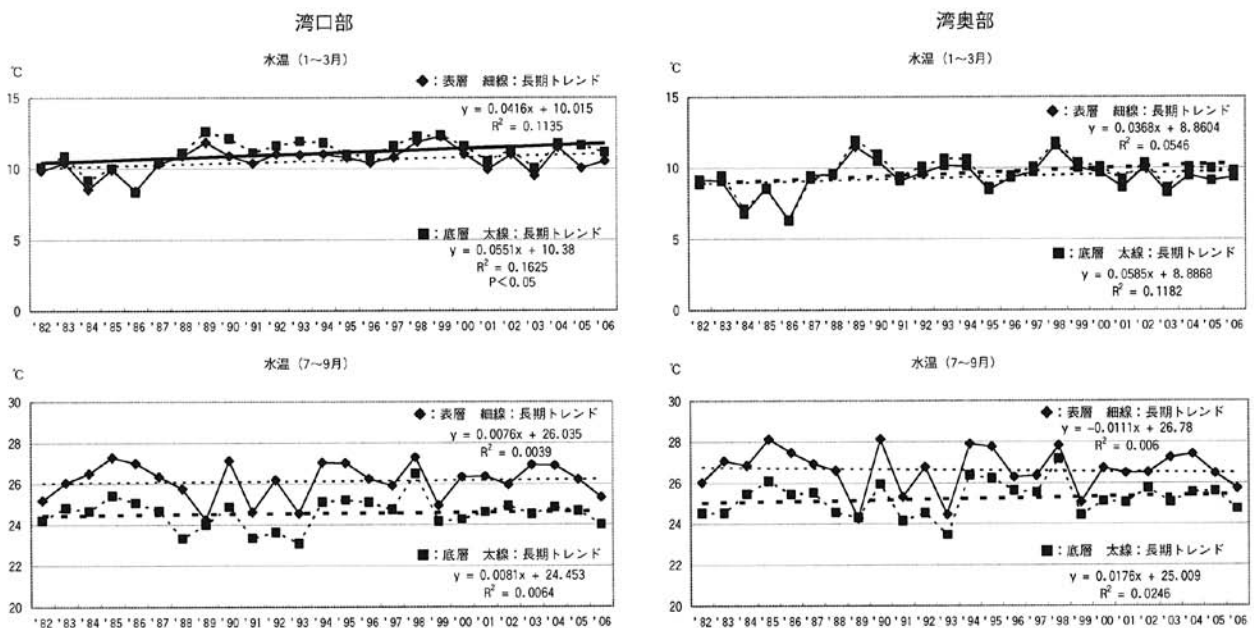 湾口部
水温 (1～3月)
℃
◆：表層 細線：長期トレンド
y = 0.0416x + 10.015
R² = 0.1135
■：底層 太線：長期トレンド
y = 0.0551x + 10.38
R² = 0.1625
P<0.05
15
10
5
0
'82 '83 '84 '85 '86 '87 '88 '89 '90 '91 '92 '93 '94 '95 '96 '97 '98 '99 '00 '01 '02 '03 '04 '05 '06
水温 (7～9月)
℃
◆：表層 細線：長期トレンド
y = 0.0076x + 26.035
R² = 0.0039
■：底層 太線：長期トレンド
y = 0.0081x + 24.453
R² = 0.0064
30
28
26
24
22
20
'82 '83 '84 '85 '86 '87 '88 '89 '90 '91 '92 '93 '94 '95 '96 '97 '98 '99 '00 '01 '02 '03 '04 '05 '06
湾奥部
水温 (1～3月)
℃
◆：表層 細線：長期トレンド
y = 0.0368x + 8.8604
R² = 0.0546
■：底層 太線：長期トレンド
y = 0.0585x + 8.8868
R² = 0.1182
15
10
5
0
'82 '83 '84 '85 '86 '87 '88 '89 '90 '91 '92 '93 '94 '95 '96 '97 '98 '99 '00 '01 '02 '03 '04 '05 '06
水温 (7～9月)
℃
◆：表層 細線：長期トレンド
y = -0.0111x + 26.78
R² = 0.006
■：底層 太線：長期トレンド
y = 0.0176x + 25.009
R² = 0.0246
30
28
26
24
22
20
'82 '83 '84 '85 '86 '87 '88 '89 '90 '91 '92 '93 '94 '95 '96 '97 '98 '99 '00 '01 '02 '03 '04 '05 '06